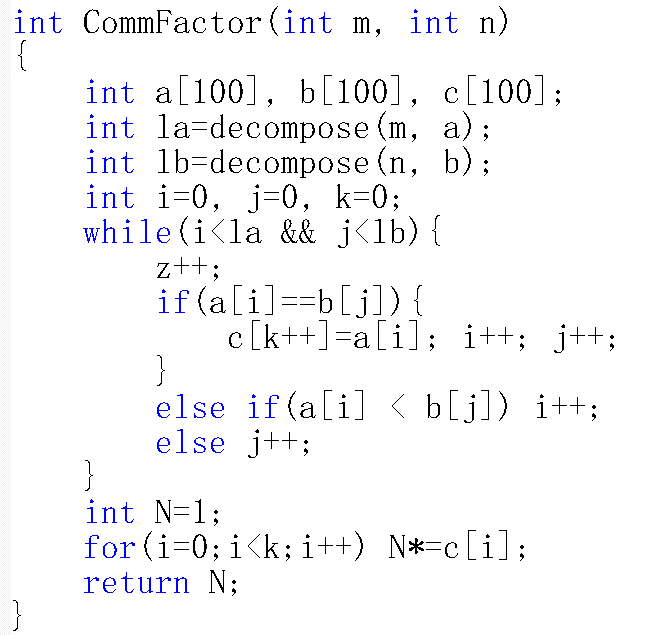 int CommFactor(int m, int n)
{
    int a[100], b[100], c[100];
    int la=decompose(m, a);
    int lb=decompose(n, b);
    int i=0, j=0, k=0;
    while(i<la && j<lb){
        z++;
        if(a[i]==b[j]){
            c[k++]=a[i]; i++; j++;
        }
        else if(a[i] < b[j]) i++;
        else j++;
    }
    int N=1;
    for(i=0;i<k;i++) N*=c[i];
    return N;
}